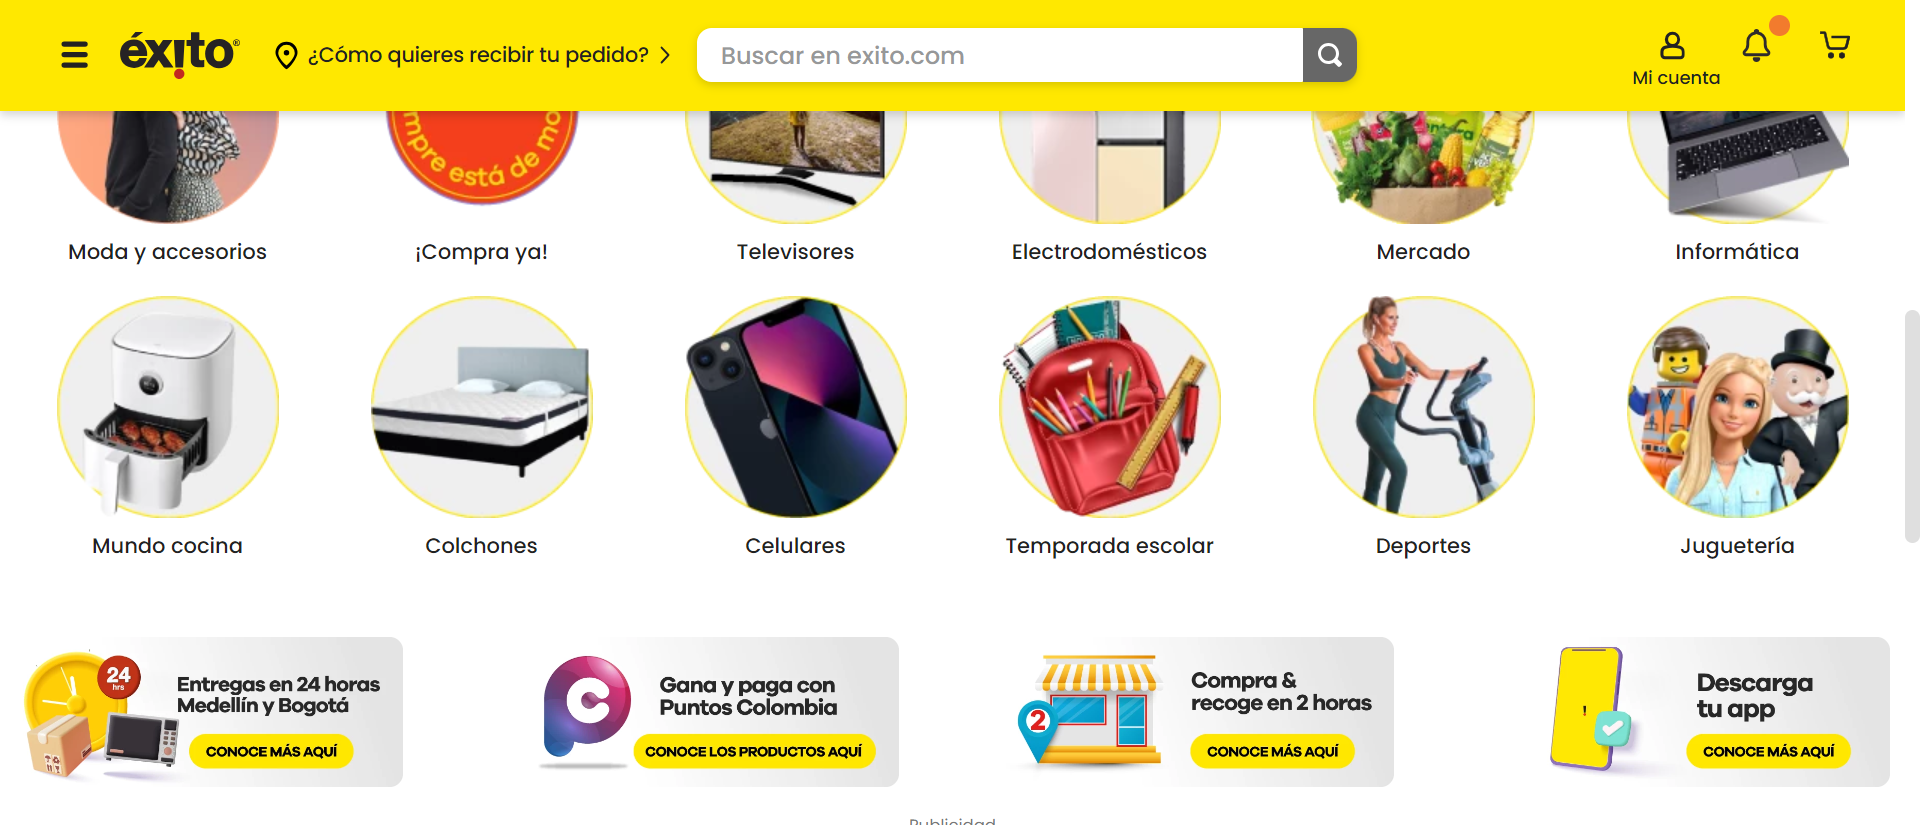 éxito®
¿Cómo quieres recibir tu pedido?
Buscar en exito.com
Mi cuenta
mpre está de mo
Moda y accesorios
¡Compra ya!
Televisores
Electrodomésticos
Mercado
Informática
Mundo cocina
Colchones
Celulares
Temporada escolar
Deportes
Juguetería
24
hrs
Entregas en 24 horas
Medellín y Bogotá
CONOCE MÁS AQUÍ
Gana y paga con
Puntos Colombia
CONOCE LOS PRODUCTOS AQUÍ
2
Compra &
recoge en 2 horas
CONOCE MÁS AQUÍ
Descarga
tu app
CONOCE MÁS AQUÍ
Publicidad